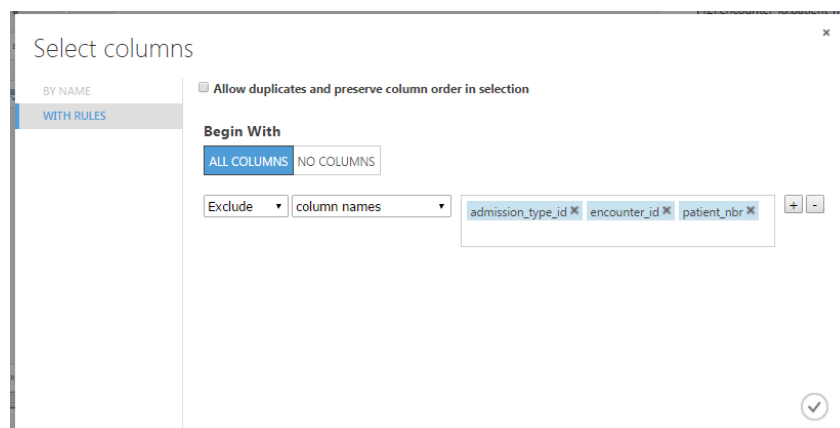 Select columns
BY NAME
WITH RULES
Allow duplicates and preserve column order in selection
Begin With
ALL COLUMNS NO COLUMNS
Exclude column names admission_type_id encounter_id patient_nbr + -